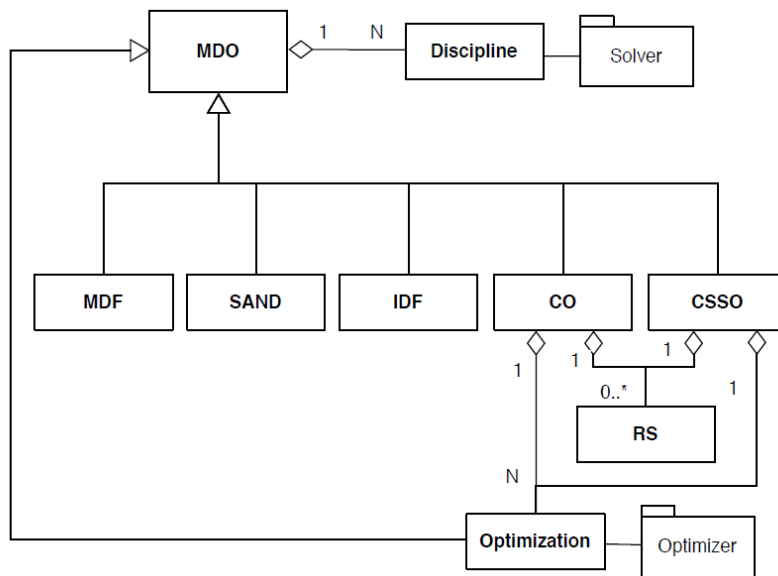 MDO
1
N
Discipline
Solver
MDF
SAND
IDF
CO
CSSO
1
1
1
1
0..*
RS
N
Optimization
Optimizer